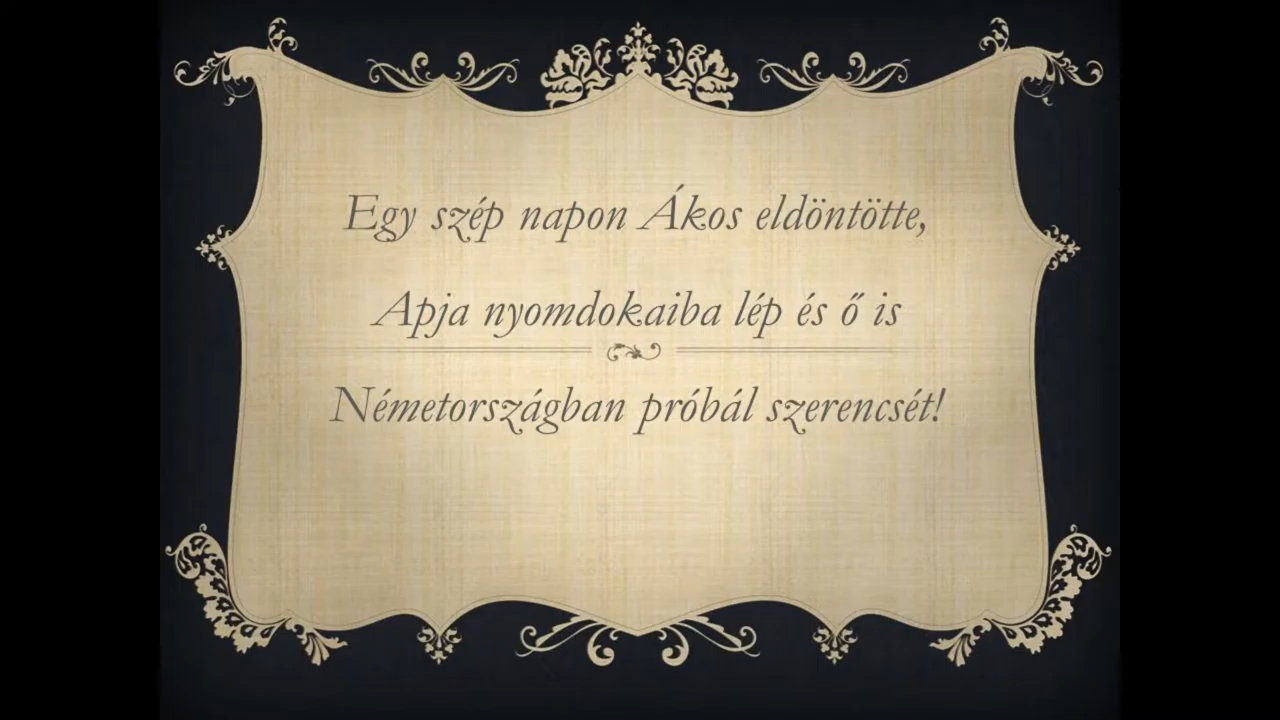 Egy szép napon Ákos eldöntötte,
Apja nyomdokaiba lép és ő is
Németországban próbál szerencsét!